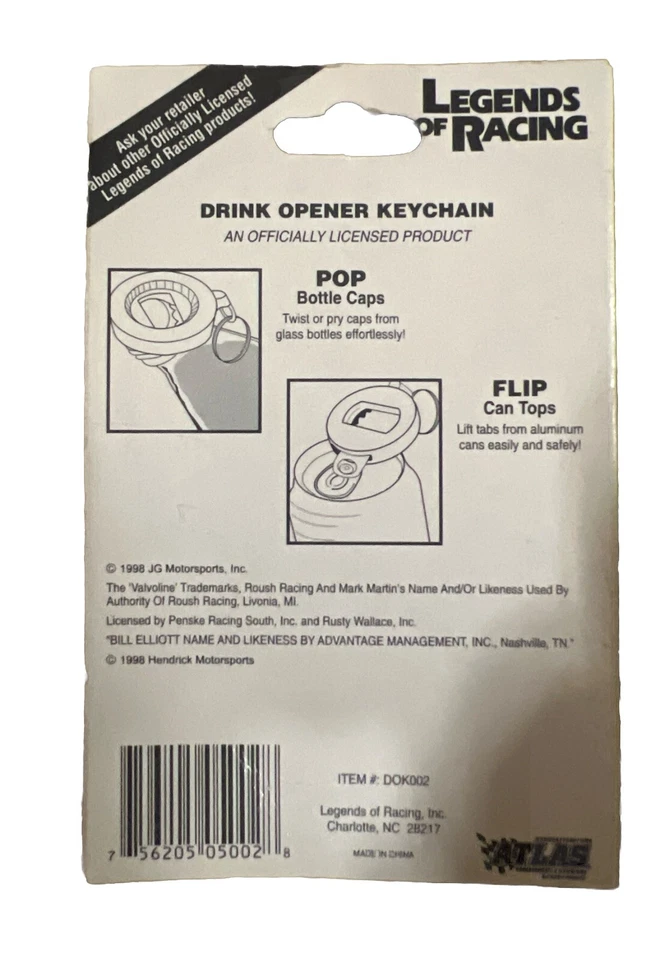 Ask your retailer
about other Officially Licensed
Legends of Racing products!
LEGENDS
OF RACING
DRINK OPENER KEYCHAIN
AN OFFICIALLY LICENSED PRODUCT
POP
Bottle Caps
Twist or pry caps from
glass bottles effortlessly!
FLIP
Can Tops
Lift tabs from aluminum
cans easily and safely!
© 1998 JG Motorsports, Inc.
The 'Valvoline' Trademarks, Roush Racing And Mark Martin's Name And/Or Likeness Used By
Authority Of Roush Racing, Livonia, MI.
Licensed by Penske Racing South, Inc. and Rusty Wallace, Inc.
"BILL ELLIOTT NAME AND LIKENESS BY ADVANTAGE MANAGEMENT, INC., Nashville, TN."
© 1998 Hendrick Motorsports
ITEM #: DOK002
Legends of Racing, Inc.
Charlotte, NC 28217
MADE IN CHINA
7 56205 05002 8
ATLAS